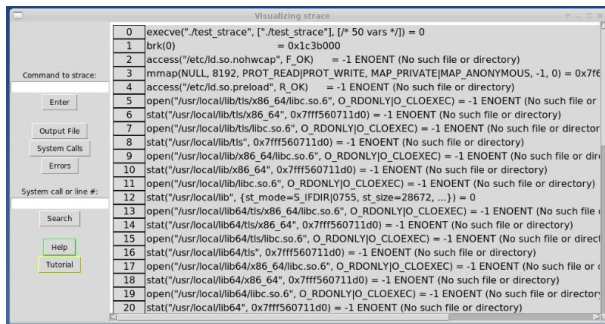 Visualizing strace
Command to strace:
Enter
Output File
System Calls
Errors
System call or line #:
Search
Help
Tutorial
0 execve("./test_strace", ["./test_strace"], [/* 50 vars */]) = 0
1 brk(0) = 0x1c3b000
2 access("/etc/ld.so.nohwcap", F_OK) = -1 ENOENT (No such file or directory)
3 mmap(NULL, 8192, PROT_READ|PROT_WRITE, MAP_PRIVATE|MAP_ANONYMOUS, -1, 0) = 0x7f6
4 access("/etc/ld.so.preload", R_OK) = -1 ENOENT (No such file or directory)
5 open("/usr/local/lib/tls/x86_64/libc.so.6", O_RDONLY|O_CLOEXEC) = -1 ENOENT (No such file or
6 stat("/usr/local/lib/tls/x86_64", 0x7fff560711d0) = -1 ENOENT (No such file or directory)
7 open("/usr/local/lib/tls/libc.so.6", O_RDONLY|O_CLOEXEC) = -1 ENOENT (No such file or director
8 stat("/usr/local/lib/tls", 0x7fff560711d0) = -1 ENOENT (No such file or directory)
9 open("/usr/local/lib/x86_64/libc.so.6", O_RDONLY|O_CLOEXEC) = -1 ENOENT (No such file or dire
10 stat("/usr/local/lib/x86_64", 0x7fff560711d0) = -1 ENOENT (No such file or directory)
11 open("/usr/local/lib/libc.so.6", O_RDONLY|O_CLOEXEC) = -1 ENOENT (No such file or directory)
12 stat("/usr/local/lib", {st_mode=S_IFDIR|0755, st_size=28672, ...}) = 0
13 open("/usr/local/lib64/tls/x86_64/libc.so.6", O_RDONLY|O_CLOEXEC) = -1 ENOENT (No such file
14 stat("/usr/local/lib64/tls/x86_64", 0x7fff560711d0) = -1 ENOENT (No such file or directory)
15 open("/usr/local/lib64/tls/libc.so.6", O_RDONLY|O_CLOEXEC) = -1 ENOENT (No such file or direct
16 stat("/usr/local/lib64/tls", 0x7fff560711d0) = -1 ENOENT (No such file or directory)
17 open("/usr/local/lib64/x86_64/libc.so.6", O_RDONLY|O_CLOEXEC) = -1 ENOENT (No such file or
18 stat("/usr/local/lib64/x86_64", 0x7fff560711d0) = -1 ENOENT (No such file or directory)
19 open("/usr/local/lib64/libc.so.6", O_RDONLY|O_CLOEXEC) = -1 ENOENT (No such file or directory
20 stat("/usr/local/lib64", 0x7fff560711d0) = -1 ENOENT (No such file or directory)